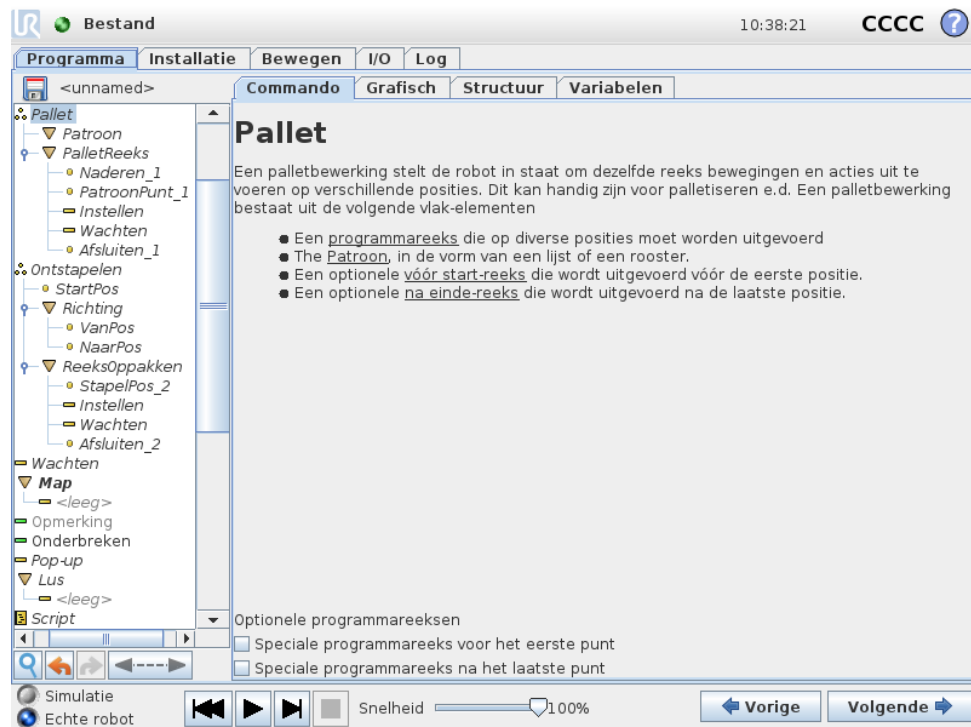 UR Bestand 10:38:21 CCCC ?
Programma Installatie Bewegen I/O Log
<unnamed> Commando Grafisch Structuur Variabelen
Pallet
Patroon
PalletReeks
Naderen_1
PatroonPunt_1
Instellen
Wachten
Afsluiten_1
Ontstapelen
StartPos
Richting
VanPos
NaarPos
ReeksOppakken
StapelPos_2
Instellen
Wachten
Afsluiten_2
Wachten
Map
<leeg>
Opmerking
Onderbreken
Pop-up
Lus
<leeg>
Script
Pallet
Een palletbewerking stelt de robot in staat om dezelfde reeks bewegingen en acties uit te
voeren op verschillende posities. Dit kan handig zijn voor palletiseren e.d. Een palletbewerking
bestaat uit de volgende vlak-elementen
Een programmareeks die op diverse posities moet worden uitgevoerd
The Patroon, in de vorm van een lijst of een rooster.
Een optionele vóór start-reeks die wordt uitgevoerd vóór de eerste positie.
Een optionele na einde-reeks die wordt uitgevoerd na de laatste positie.
Optionele programmareeksen
Speciale programmareeks voor het eerste punt
Speciale programmareeks na het laatste punt
Simulatie
Echte robot
Snelheid 100%
Vorige Volgende